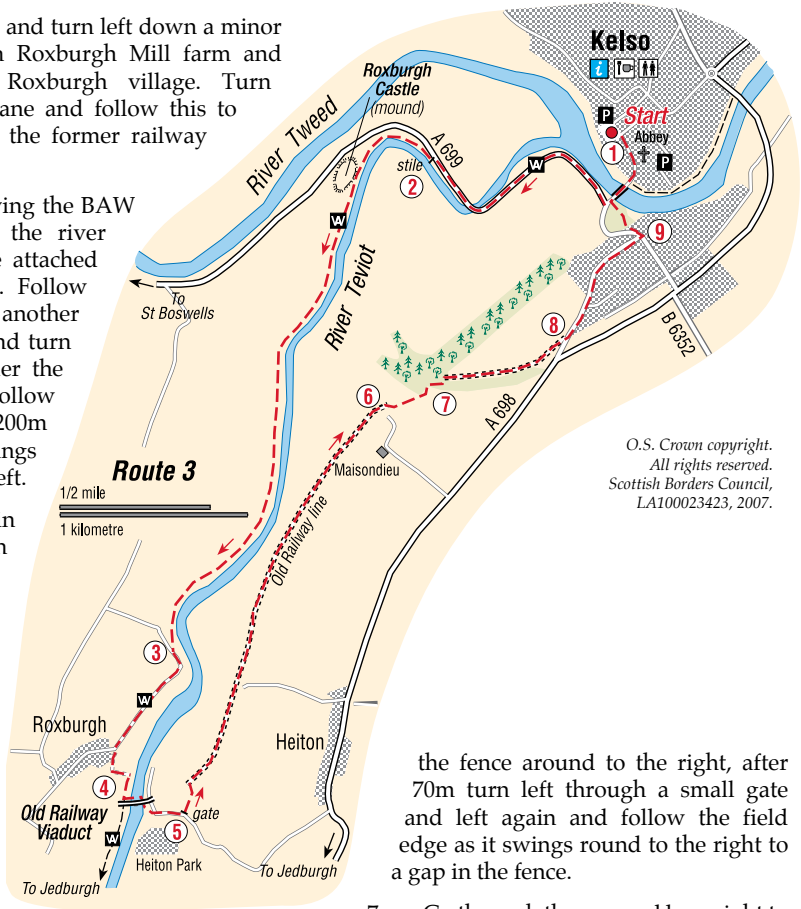 and turn left down a minor
Roxburgh Mill farm and
Roxburgh village. Turn
ane and follow this to
the former railway
ving the BAW
the river
attached
. Follow
another
nd turn
er the
ollow
200m
ings
eft.
in
Kelso
i
P
Start
Abbey
P
1
Roxburgh
Castle
(mound)
River Tweed
A 699
stile
2
9
To
St Boswells
River Teviot
8
B 6352
6
7
A 698
Maisondieu
O.S. Crown copyright.
All rights reserved.
Scottish Borders Council,
LA100023423, 2007.
Route 3
1/2 mile
1 kilometre
Old Railway line
3
Roxburgh
Heiton
4
Old Railway
Viaduct
5
gate
Heiton Park
To Jedburgh
To Jedburgh
the fence around to the right, after
70m turn left through a small gate
and left again and follow the field
edge as it swings round to the right to
a gap in the fence.